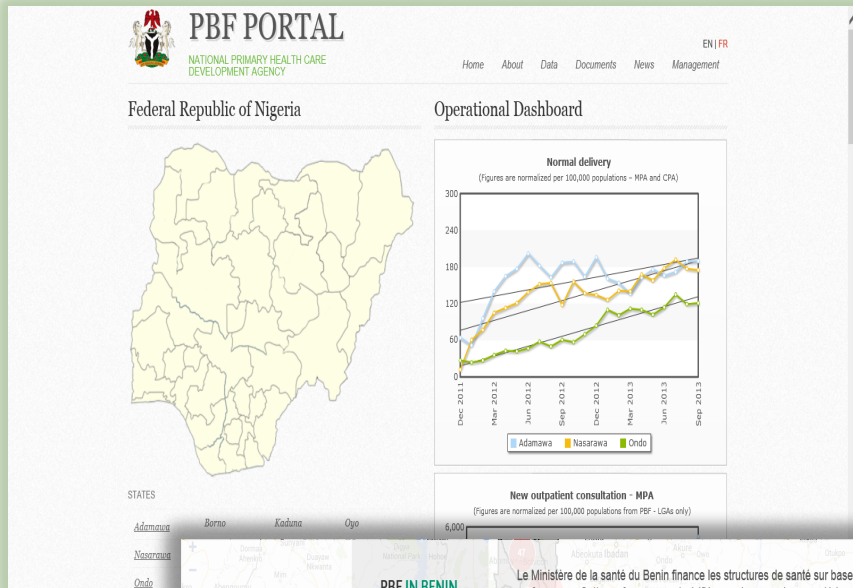 PBF PORTAL
NATIONAL PRIMARY HEALTH CARE
DEVELOPMENT AGENCY
EN | FR
Home About Data Documents News Management
Federal Republic of Nigeria
Operational Dashboard
Normal delivery
(Figures are normalized per 100,000 populations - MPA and CPA)
300
240
180
120
60
0
Dec 2011
Mar 2012
Jun 2012
Sep 2012
Dec 2012
Mar 2013
Jun 2013
Sep 2013
Adamawa Nasarawa Ondo
STATES
Adamawa Borno Kaduna Oyo
Nasarawa
Ondo
New outpatient consultation - MPA
(Figures are normalized per 100,000 populations from PBF - LGAs only)
6,000
47
Abeokuta Ibadan
Akure
PBF IN BENIN
Le Ministère de la santé du Benin finance les structures de santé sur base